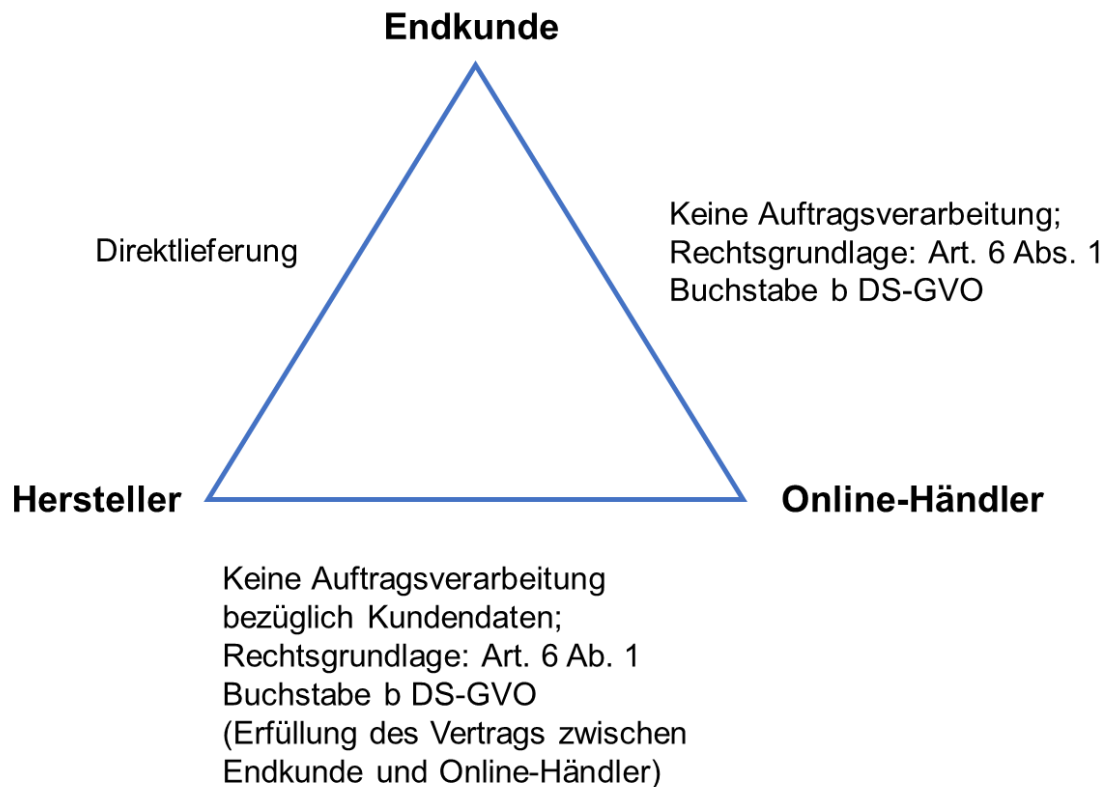 Endkunde
Direktlieferung
Keine Auftragsverarbeitung;
Rechtsgrundlage: Art. 6 Abs. 1
Buchstabe b DS-GVO
Hersteller
Online-Händler
Keine Auftragsverarbeitung
bezüglich Kundendaten;
Rechtsgrundlage: Art. 6 Ab. 1
Buchstabe b DS-GVO
(Erfüllung des Vertrags zwischen
Endkunde und Online-Händler)